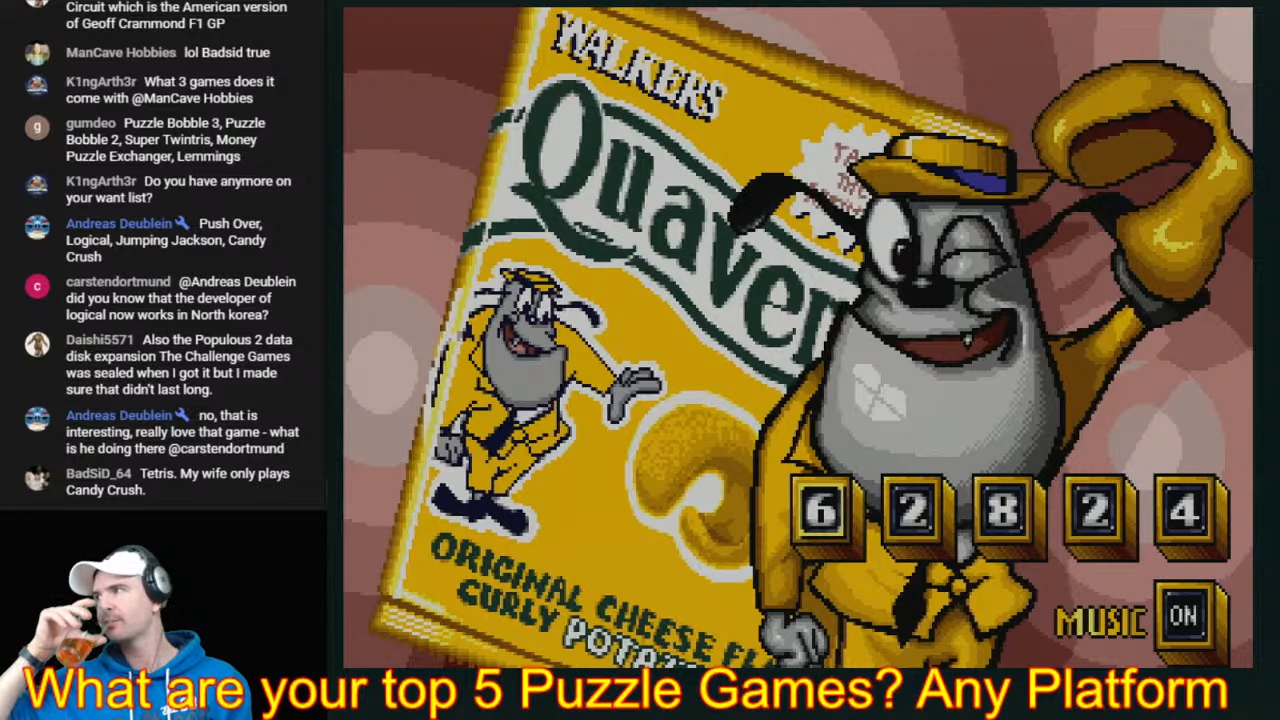 Circuit which is the American version
of Geoff Crammond F1 GP
ManCave Hobbies lol Badsid true
K1ngArth3r What 3 games does it
come with @ManCave Hobbies
g
gumdeo Puzzle Bobble 3, Puzzle
Bobble 2, Super Twintris, Money
Puzzle Exchanger, Lemmings
K1ngArth3r Do you have anymore on
your want list?
Andreas Deublein Push Over,
Logical, Jumping Jackson, Candy
Crush
c
carstendortmund @Andreas Deublein
did you know that the developer of
logical now works in North korea?
Daishi5571 Also the Populous 2 data
disk expansion The Challenge Games
was sealed when I got it but I made
sure that didn't last long.
Andreas Deublein no, that is
interesting, really love that game - what
is he doing there @carstendortmund
BadSiD_64 Tetris. My wife only plays
Candy Crush.
WALKERS
Quaver
ORIGINAL CHEESE FL
CURLY POTAT
6 2 8 2 4
MUSIC ON
What are your top 5 Puzzle Games? Any Platform